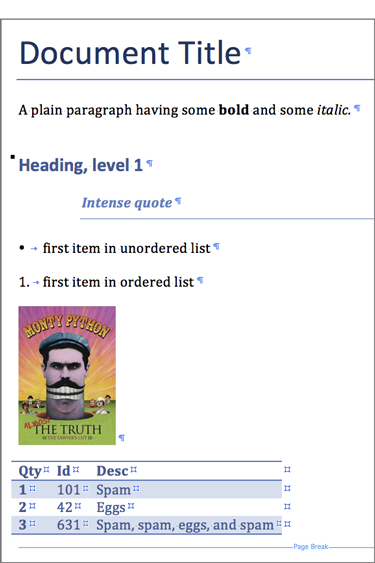 Document Title
A plain paragraph having some bold and some italic.
Heading, level 1
Intense quote
• first item in unordered list
1. first item in ordered list
MONTY PYTHON
ALMOST
THE TRUTH
THE LAWYER'S CUT
Qty Id Desc
1 101 Spam
2 42 Eggs
3 631 Spam, spam, eggs, and spam
Page Break